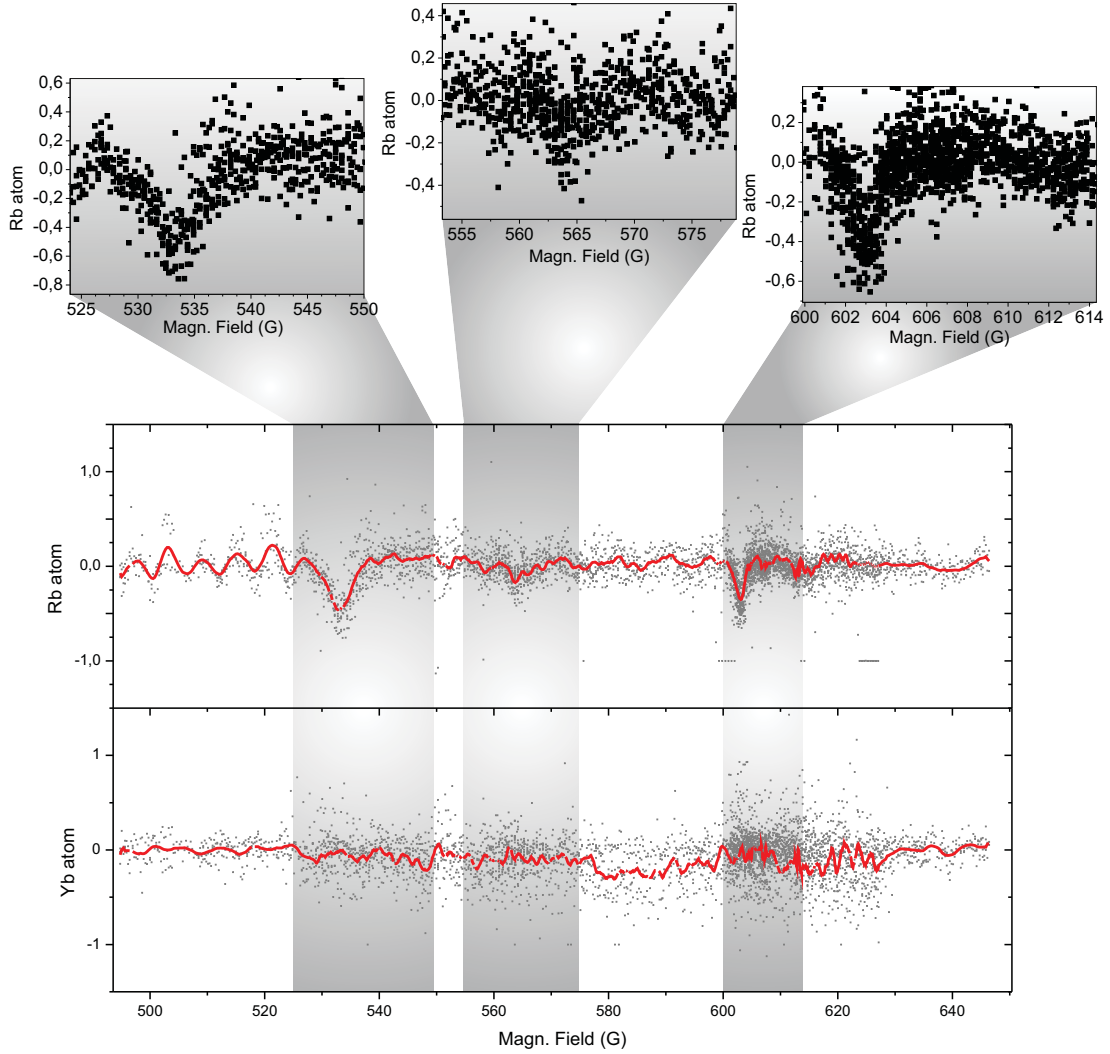 0,4
0,2
0,0
-0,2
-0,4
Rb atom
555 560 565 570 575
Magn. Field (G)
0,6
0,4
0,2
0,0
-0,2
-0,4
-0,6
-0,8
Rb atom
525 530 535 540 545 550
Magn. Field (G)
0,2
0,0
-0,2
-0,4
-0,6
Rb atom
600 602 604 606 608 610 612 614
Magn. Field (G)
1,0
0,0
-1,0
Rb atom
1
0
-1
Yb atom
500 520 540 560 580 600 620 640
Magn. Field (G)